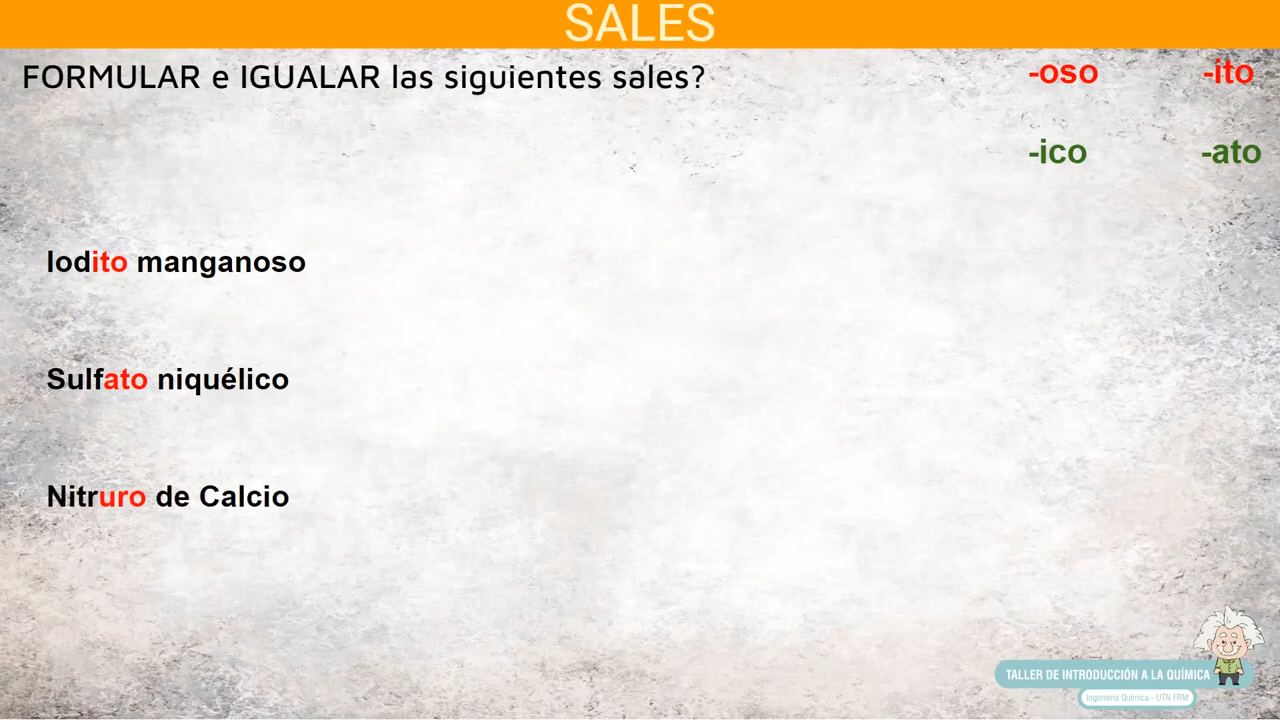 SALES
FORMULAR e IGUALAR las siguientes sales?
-oso -ito
-ico -ato
Iodito manganoso
Sulfato niquélico
Nitruro de Calcio
TALLER DE INTRODUCCIÓN A LA QUÍMICA
Ingeniería Química - UTN FRM